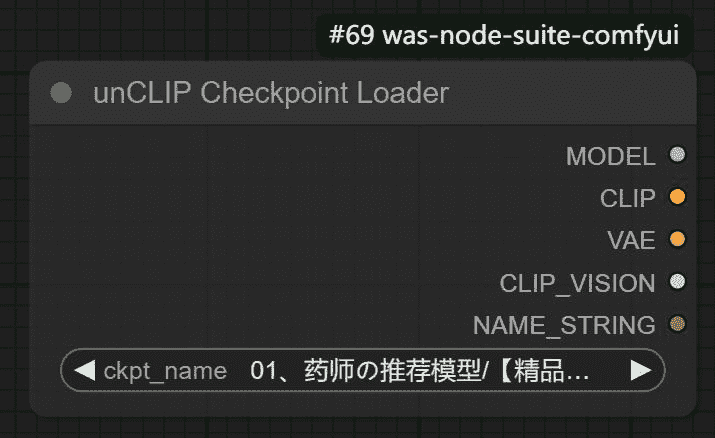 #69 was-node-suite-comfyui
unCLIP Checkpoint Loader
MODEL
CLIP
VAE
CLIP_VISION
NAME_STRING
ckpt_name 01、药师の推荐模型/【精品...